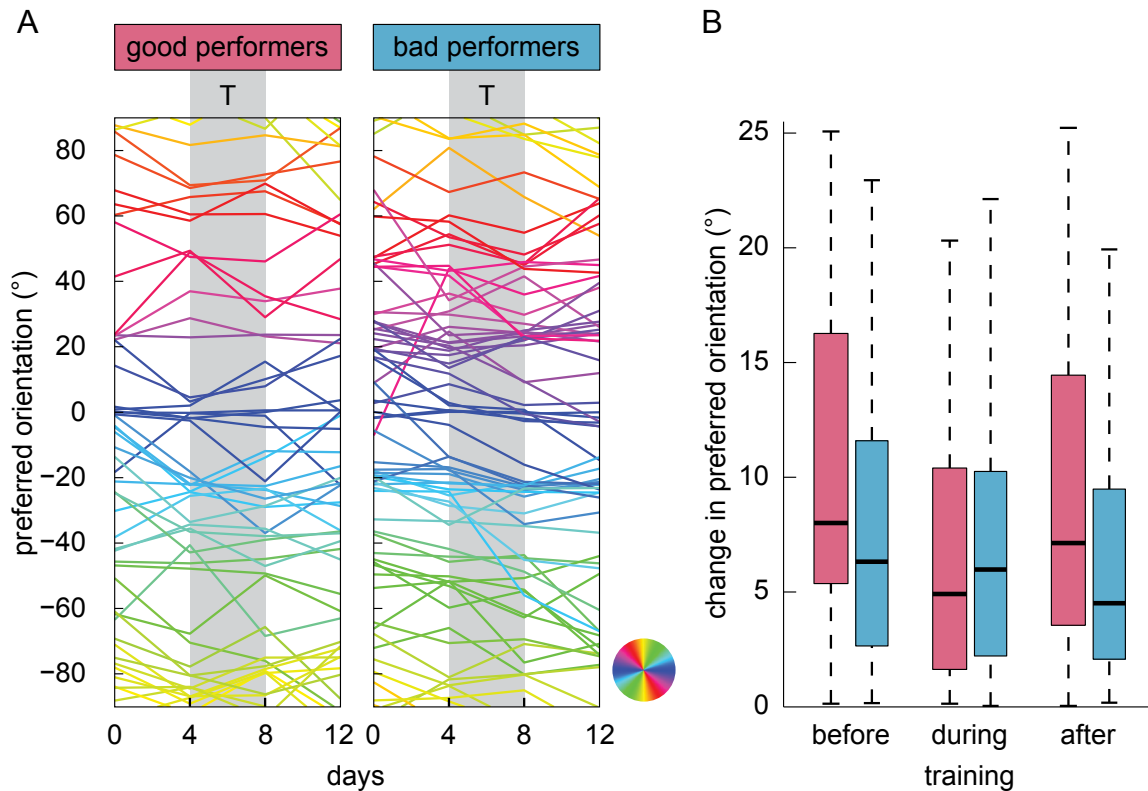 A
good performers
bad performers
T
T
preferred orientation (°)
80
60
40
20
0
−20
−40
−60
−80
0 4 8 12
0 4 8 12
days
B
change in preferred orientation (°)
25
20
15
10
5
0
before during after
training